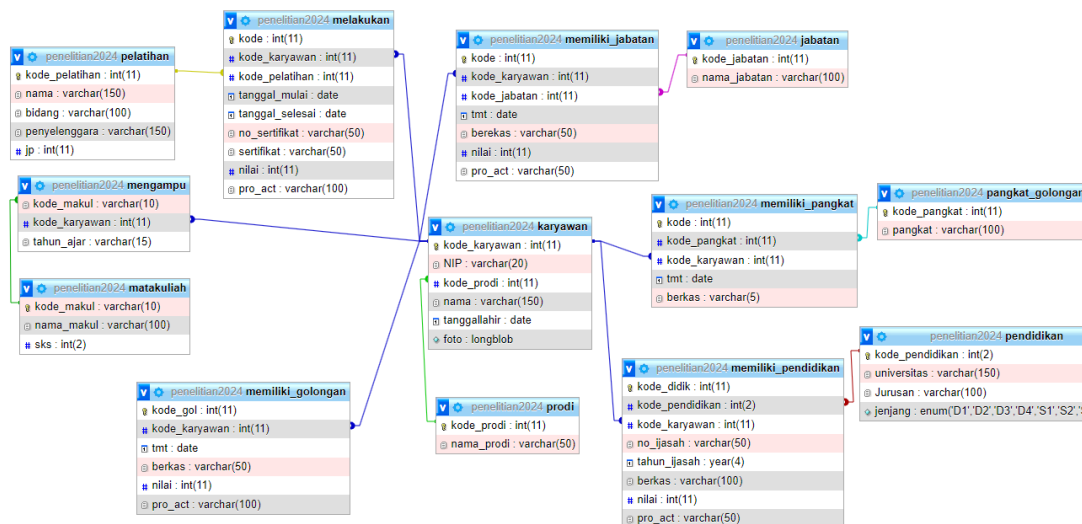 penelitian2024 pelatihan
kode_pelatihan : int(11)
nama : varchar(150)
bidang : varchar(100)
penyelenggara : varchar(150)
jp : int(11)
penelitian2024 melakukan
kode : int(11)
kode_karyawan : int(11)
kode_pelatihan : int(11)
tanggal_mulai : date
tanggal_selesai : date
no_sertifikat : varchar(50)
sertifikat : varchar(50)
nilai : int(11)
pro_act : varchar(100)
penelitian2024 memiliki_jabatan
kode : int(11)
kode_karyawan : int(11)
kode_jabatan : int(11)
tmt : date
berekas : varchar(50)
nilai : int(11)
pro_act : varchar(50)
penelitian2024 jabatan
kode_jabatan : int(11)
nama_jabatan : varchar(100)
penelitian2024 mengampu
kode_makul : varchar(10)
kode_karyawan : int(11)
tahun_ajar : varchar(15)
penelitian2024 matakuliah
kode_makul : varchar(10)
nama_makul : varchar(100)
sks : int(2)
penelitian2024 karyawan
kode_karyawan : int(11)
NIP : varchar(20)
kode_prodi : int(11)
nama : varchar(150)
tanggallahir : date
foto : longblob
penelitian2024 memiliki_pangkat
kode : int(11)
kode_pangkat : int(11)
kode_karyawan : int(11)
tmt : date
berkas : varchar(5)
penelitian2024 pangkat_golongan
kode_pangkat : int(11)
pangkat : varchar(100)
penelitian2024 memiliki_golongan
kode_gol : int(11)
kode_karyawan : int(11)
tmt : date
berkas : varchar(50)
nilai : int(11)
pro_act : varchar(100)
penelitian2024 prodi
kode_prodi : int(11)
nama_prodi : varchar(50)
penelitian2024 memiliki_pendidikan
kode_didik : int(11)
kode_pendidikan : int(2)
kode_karyawan : int(11)
no_ijasah : varchar(50)
tahun_ijasah : year(4)
berkas : varchar(100)
nilai : int(11)
pro_act : varchar(50)
penelitian2024 pendidikan
kode_pendidikan : int(2)
universitas : varchar(150)
Jurusan : varchar(100)
jenjang : enum('D1','D2','D3','D4','S1','S2','S